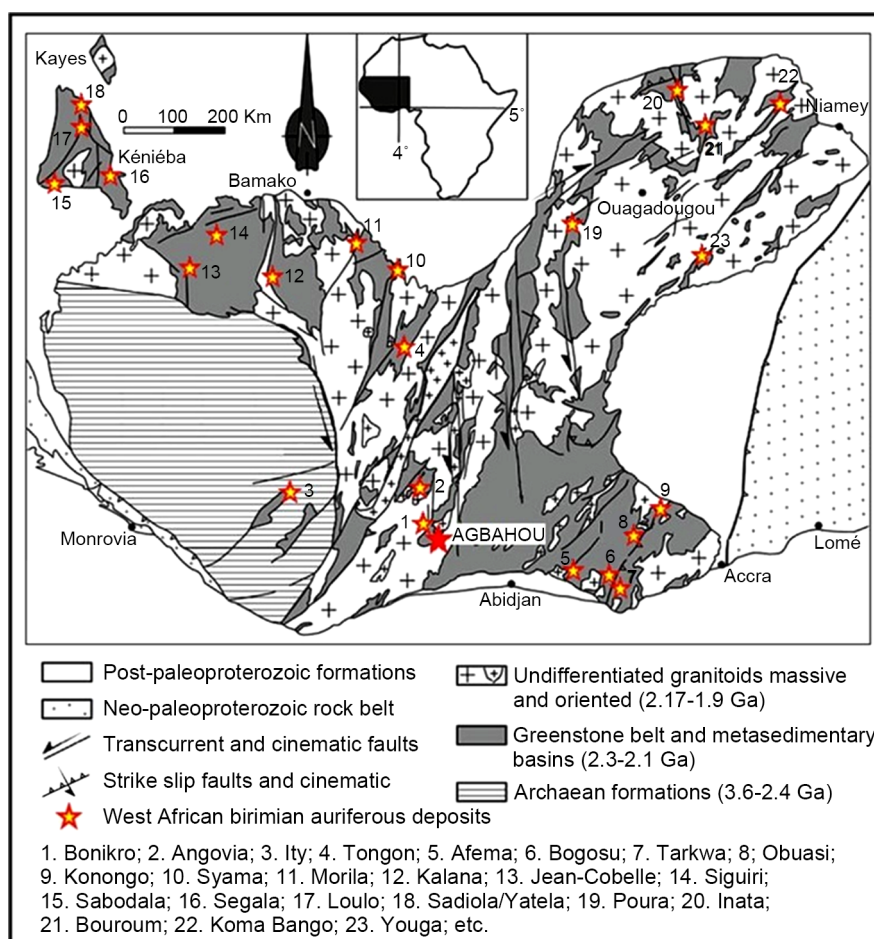 Kayes
18
0 100 200 Km
17
Kéniéba
16
15
Bamako
N
5°
4°
22
20
Niamey
21
Ouagadougou
19
23
14
11
13
12
10
4
3
2
9
1
AGBAHOU
8
Monrovia
Lomé
5
6
7
Accra
Abidjan
Post-paleoproterozoic formations
Neo-paleoproterozoic rock belt
Transcurrent and cinematic faults
Strike slip faults and cinematic
West African birimian auriferous deposits
Undifferentiated granitoids massive
and oriented (2.17-1.9 Ga)
Greenstone belt and metasedimentary
basins (2.3-2.1 Ga)
Archaean formations (3.6-2.4 Ga)
1. Bonikro; 2. Angovia; 3. Ity; 4. Tongon; 5. Afema; 6. Bogosu; 7. Tarkwa; 8; Obuasi;
9. Konongo; 10. Syama; 11. Morila; 12. Kalana; 13. Jean-Cobelle; 14. Siguiri;
15. Sabodala; 16. Segala; 17. Loulo; 18. Sadiola/Yatela; 19. Poura; 20. Inata;
21. Bouroum; 22. Koma Bango; 23. Youga; etc.